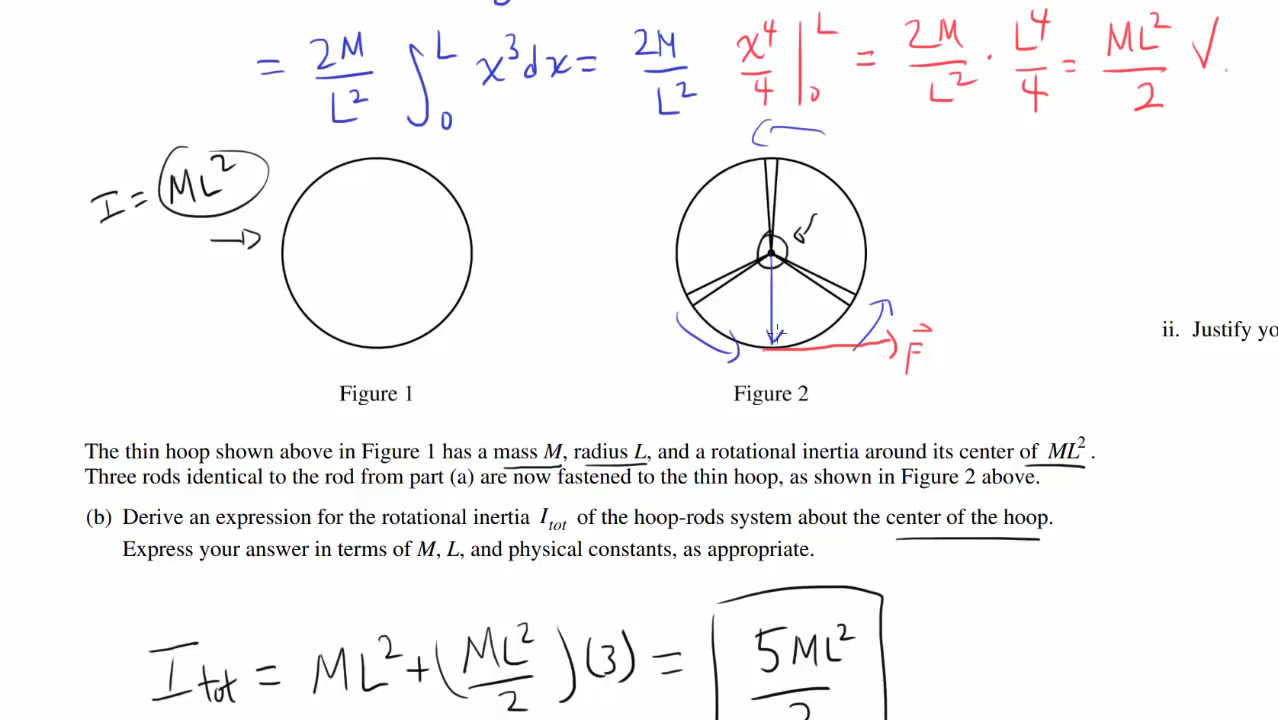 = 2M/L² ∫₀ᴸ x³dx = 2M/L² x⁴/4 |₀ᴸ = 2M/L² · L⁴/4 = ML²/2 ✓
I = ML²
F
ii. Justify yo
Figure 1
Figure 2
The thin hoop shown above in Figure 1 has a mass M, radius L, and a rotational inertia around its center of ML².
Three rods identical to the rod from part (a) are now fastened to the thin hoop, as shown in Figure 2 above.
(b) Derive an expression for the rotational inertia I_tot of the hoop-rods system about the center of the hoop.
Express your answer in terms of M, L, and physical constants, as appropriate.
I_tot = ML² + (ML²/2)(3) = 5ML²/2